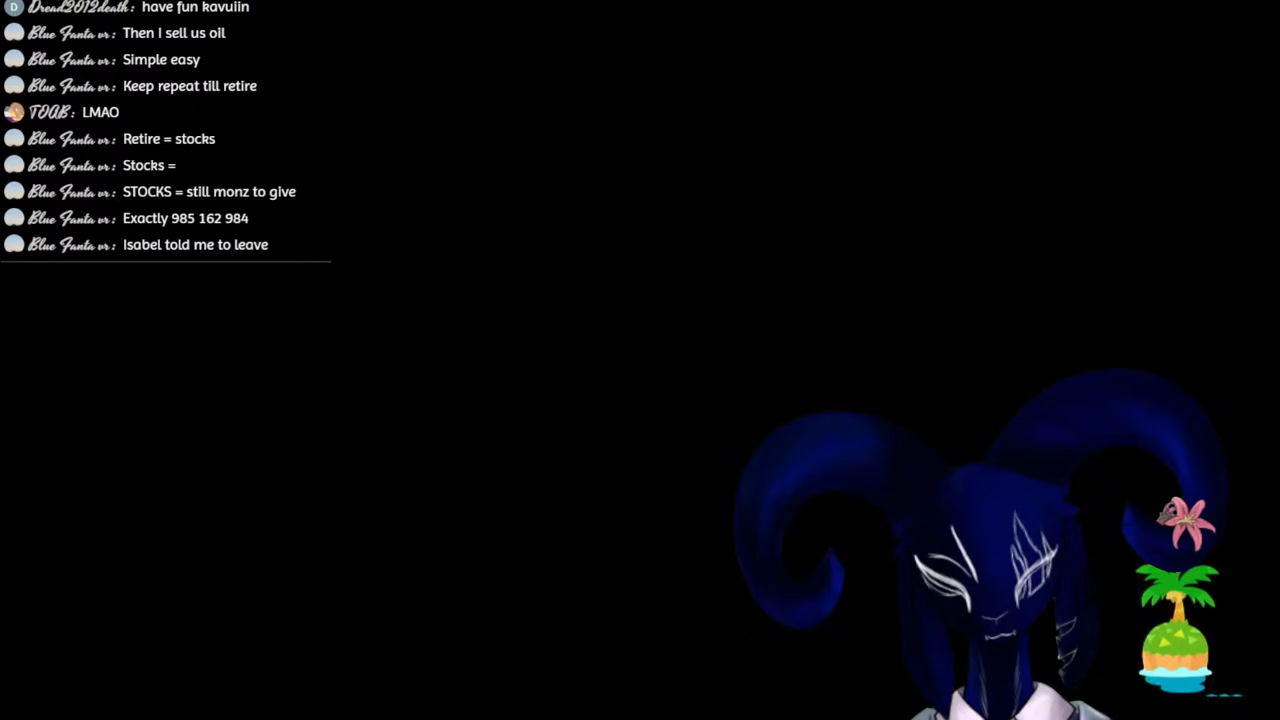 D Dread2012death : have fun kavuiin
Blue Fanta vr : Then I sell us oil
Blue Fanta vr : Simple easy
Blue Fanta vr : Keep repeat till retire
TOAB : LMAO
Blue Fanta vr : Retire = stocks
Blue Fanta vr : Stocks =
Blue Fanta vr : STOCKS = still monz to give
Blue Fanta vr : Exactly 985 162 984
Blue Fanta vr : Isabel told me to leave